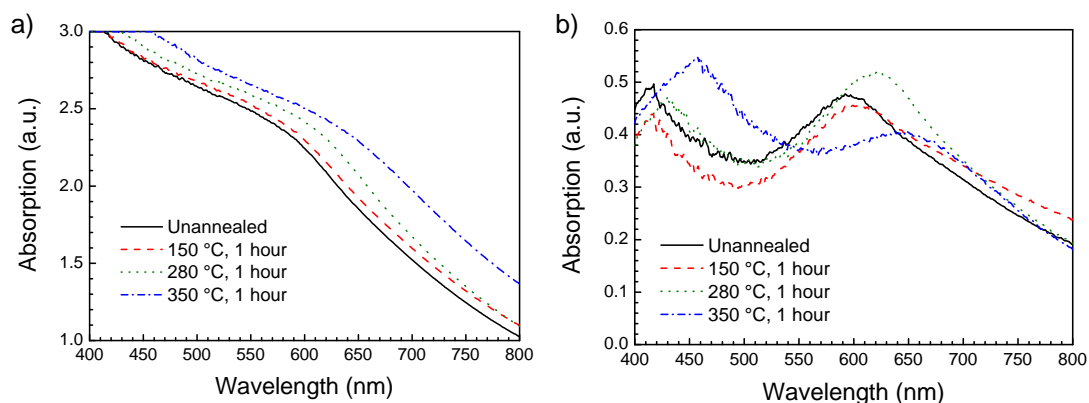 a)
3.0
2.5
2.0
1.5
1.0
Absorption (a.u.)
Unannealed
150 °C, 1 hour
280 °C, 1 hour
350 °C, 1 hour
400 450 500 550 600 650 700 750 800
Wavelength (nm)
b)
0.6
0.5
0.4
0.3
0.2
0.1
0.0
Absorption (a.u.)
Unannealed
150 °C, 1 hour
280 °C, 1 hour
350 °C, 1 hour
400 450 500 550 600 650 700 750 800
Wavelength (nm)